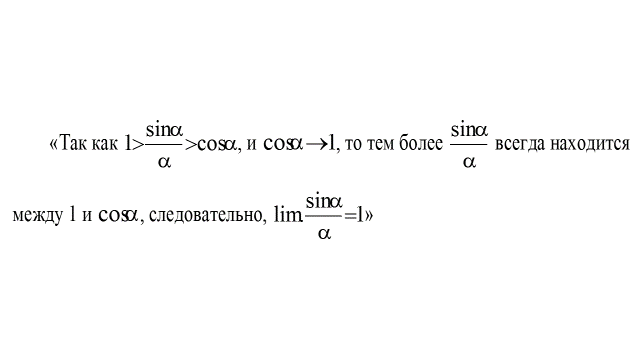 «Так как 1>sinα/α>cosα, и cosα→1, то тем более sinα/α всегда находится
между 1 и cosα, следовательно, lim sinα/α=1»